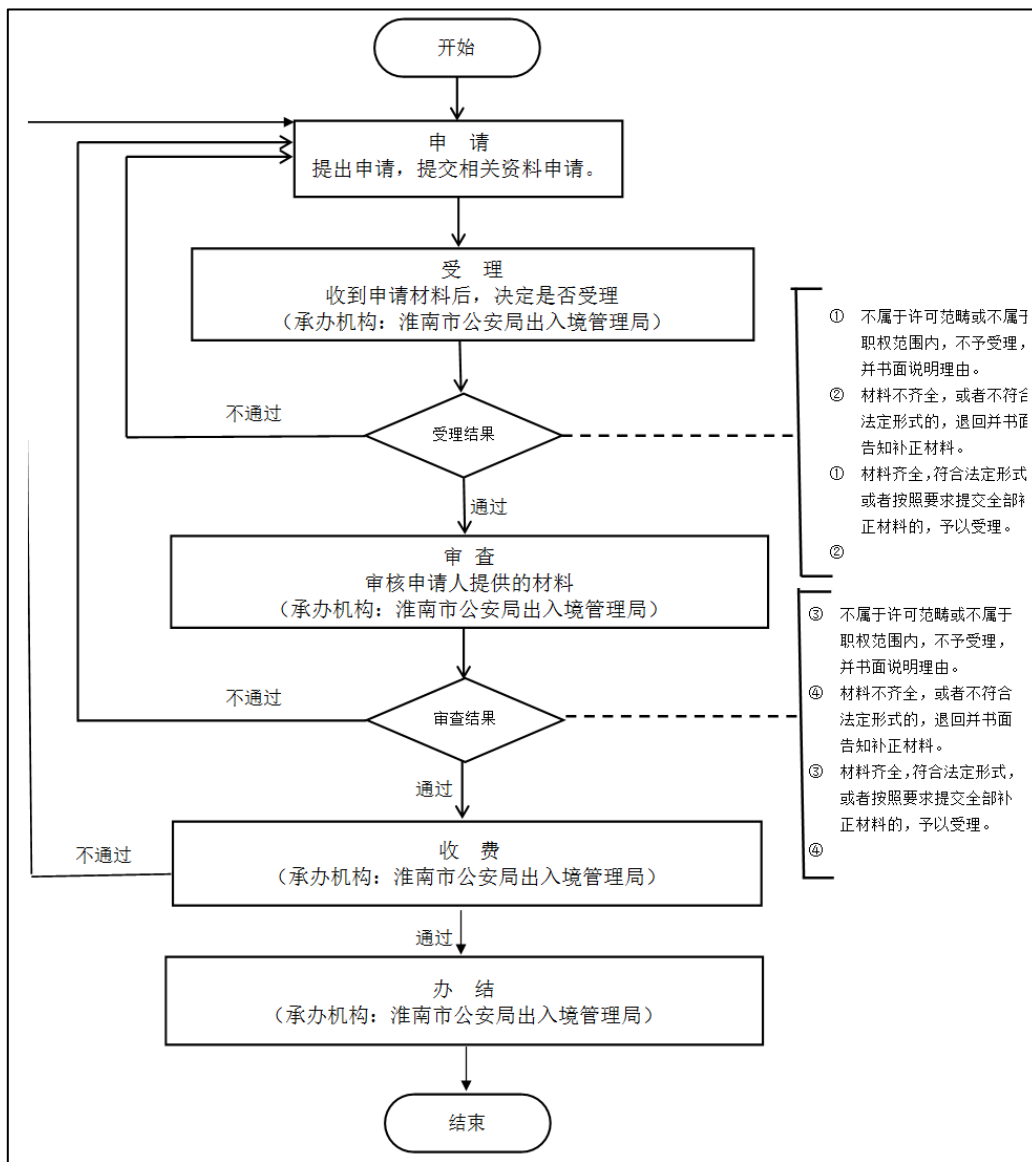 开始
申 请
提出申请，提交相关资料申请。
受 理
收到申请材料后，决定是否受理
（承办机构：淮南市公安局出入境管理局）
不通过
受理结果
通过
① 不属于许可范畴或不属于
职权范围内，不予受理，
并书面说明理由。
② 材料不齐全，或者不符合
法定形式的，退回并书面
告知补正材料。
① 材料齐全，符合法定形式
或者按照要求提交全部补
正材料的，予以受理。
②
审 查
审核申请人提供的材料
（承办机构：淮南市公安局出入境管理局）
不通过
审查结果
通过
③ 不属于许可范畴或不属于
职权范围内，不予受理，
并书面说明理由。
④ 材料不齐全，或者不符合
法定形式的，退回并书面
告知补正材料。
③ 材料齐全，符合法定形式，
或者按照要求提交全部补
正材料的，予以受理。
④
不通过
收 费
（承办机构：淮南市公安局出入境管理局）
通过
办 结
（承办机构：淮南市公安局出入境管理局）
结束